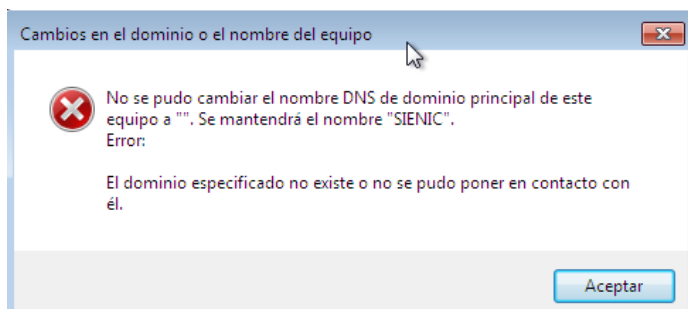 Cambios en el dominio o el nombre del equipo
No se pudo cambiar el nombre DNS de dominio principal de este
equipo a "". Se mantendrá el nombre "SIENIC".
Error:
El dominio especificado no existe o no se pudo poner en contacto con
él.
Aceptar